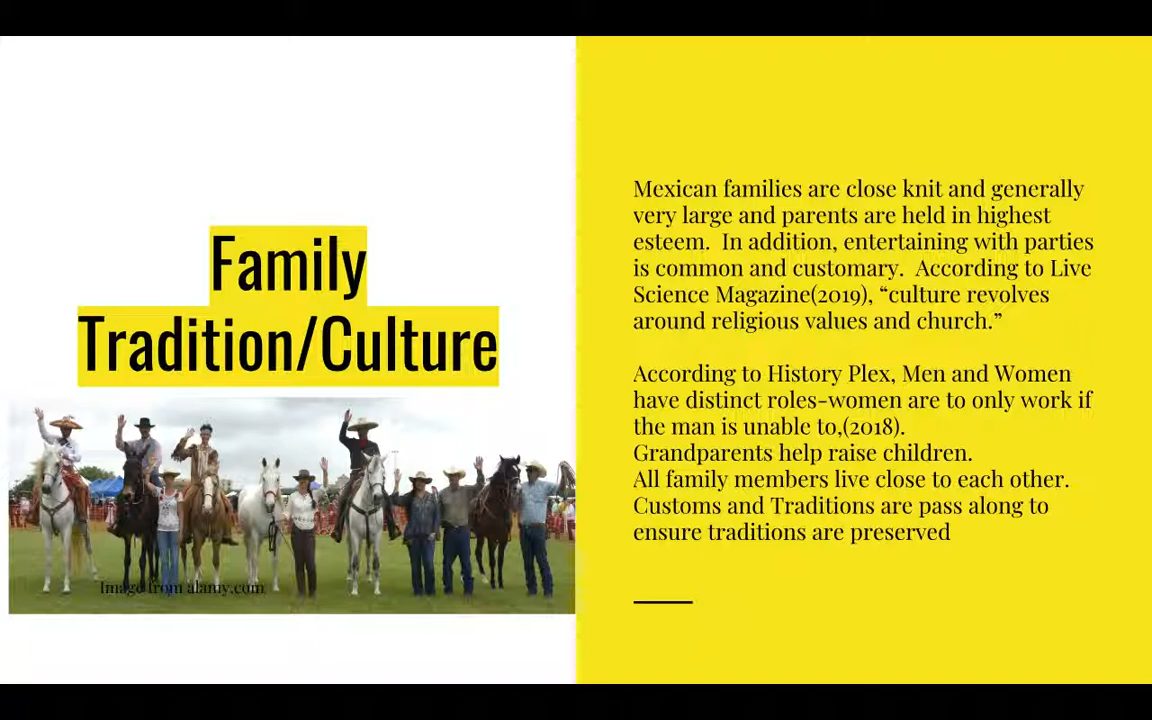 Family
Tradition/Culture
Image from alamy.com
Mexican families are close knit and generally
very large and parents are held in highest
esteem.  In addition, entertaining with parties
is common and customary.  According to Live
Science Magazine(2019), “culture revolves
around religious values and church.”
According to History Plex, Men and Women
have distinct roles-women are to only work if
the man is unable to,(2018).
Grandparents help raise children.
All family members live close to each other.
Customs and Traditions are pass along to
ensure traditions are preserved